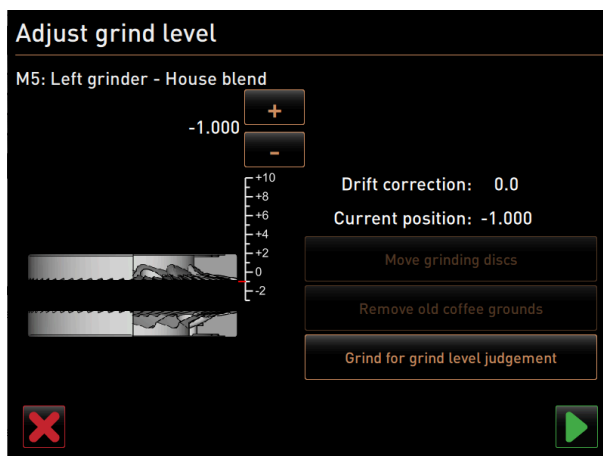 Adjust grind level
M5: Left grinder - House blend
+
-1.000
-
+10
+8
+6
+4
+2
0
-2
Drift correction: 0.0
Current position: -1.000
Move grinding discs
Remove old coffee grounds
Grind for grind level judgement